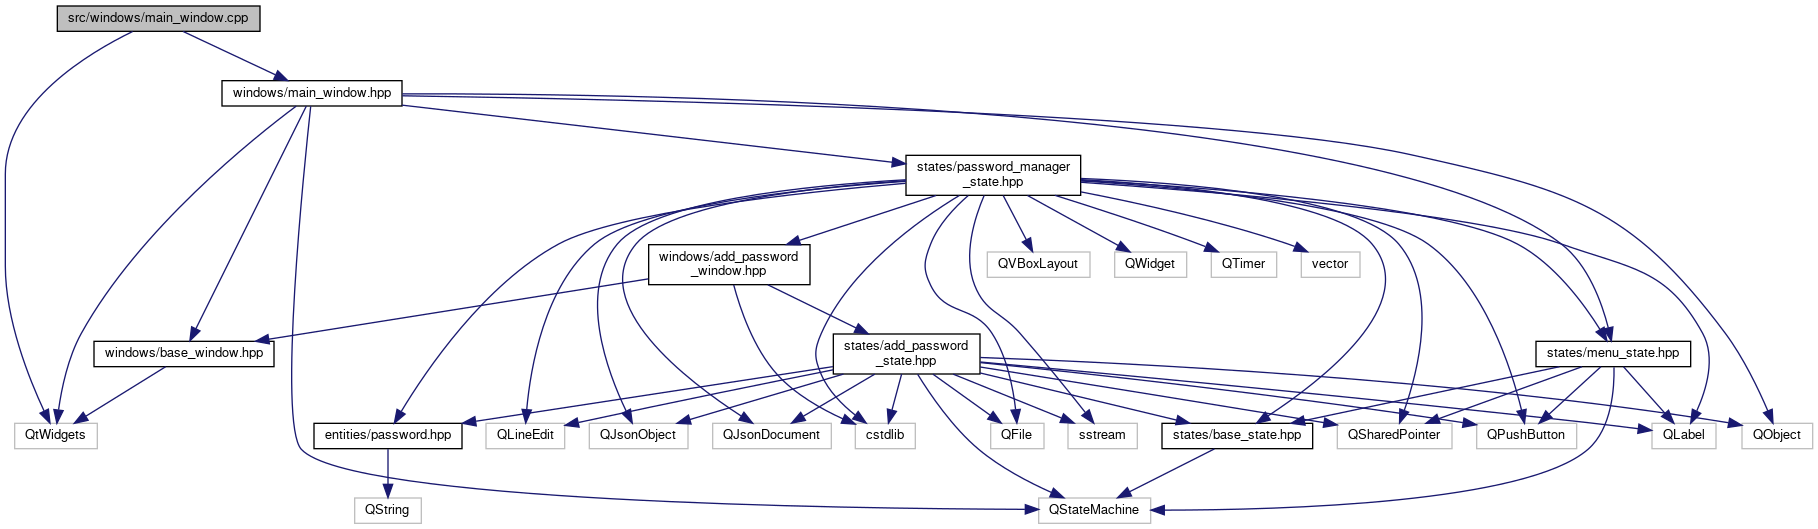 src/windows/main_window.cpp
windows/main_window.hpp
states/password_manager
_state.hpp
windows/add_password
_window.hpp
QVBoxLayout
QWidget
QTimer
vector
windows/base_window.hpp
states/add_password
_state.hpp
states/menu_state.hpp
QtWidgets
entities/password.hpp
QLineEdit
QJsonObject
QJsonDocument
cstdlib
QFile
sstream
states/base_state.hpp
QSharedPointer
QPushButton
QLabel
QObject
QString
QStateMachine